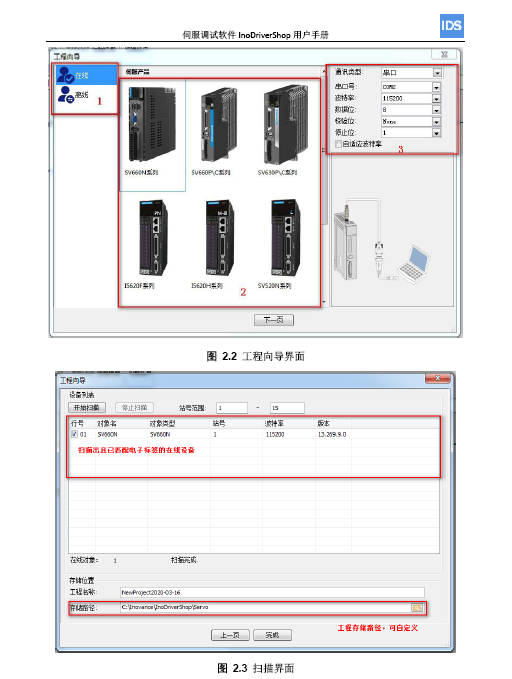 伺服调试软件 InoDriverShop 用户手册
IDS
工程向导
在线
离线
1
伺服产品
SV660N系列
SV660P\C系列
SV630P\C系列
IS620F系列
IS620H系列
SV520N系列
2
通讯类型: 串口
串口号: COM2
波特率: 115200
数据位: 8
校验位: None
停止位: 1
自适应波特率
3
下一页
图 2.2 工程向导界面
工程向导
设备列表
开始扫描 停止扫描 站号范围: 1 - 15
行号 对象名 对象类型 站号 波特率 版本
01 SV660N SV660N 1 115200 13.269.9.0
扫描出且已匹配电子标签的在线设备
在线对象: 1 扫描完成
存储位置
工程名称: NewProject2020-03-16
存储路径: C:\Inovance\InoDriverShop\Servo
工程存储路径，可自定义
上一页 完成
图 2.3 扫描界面